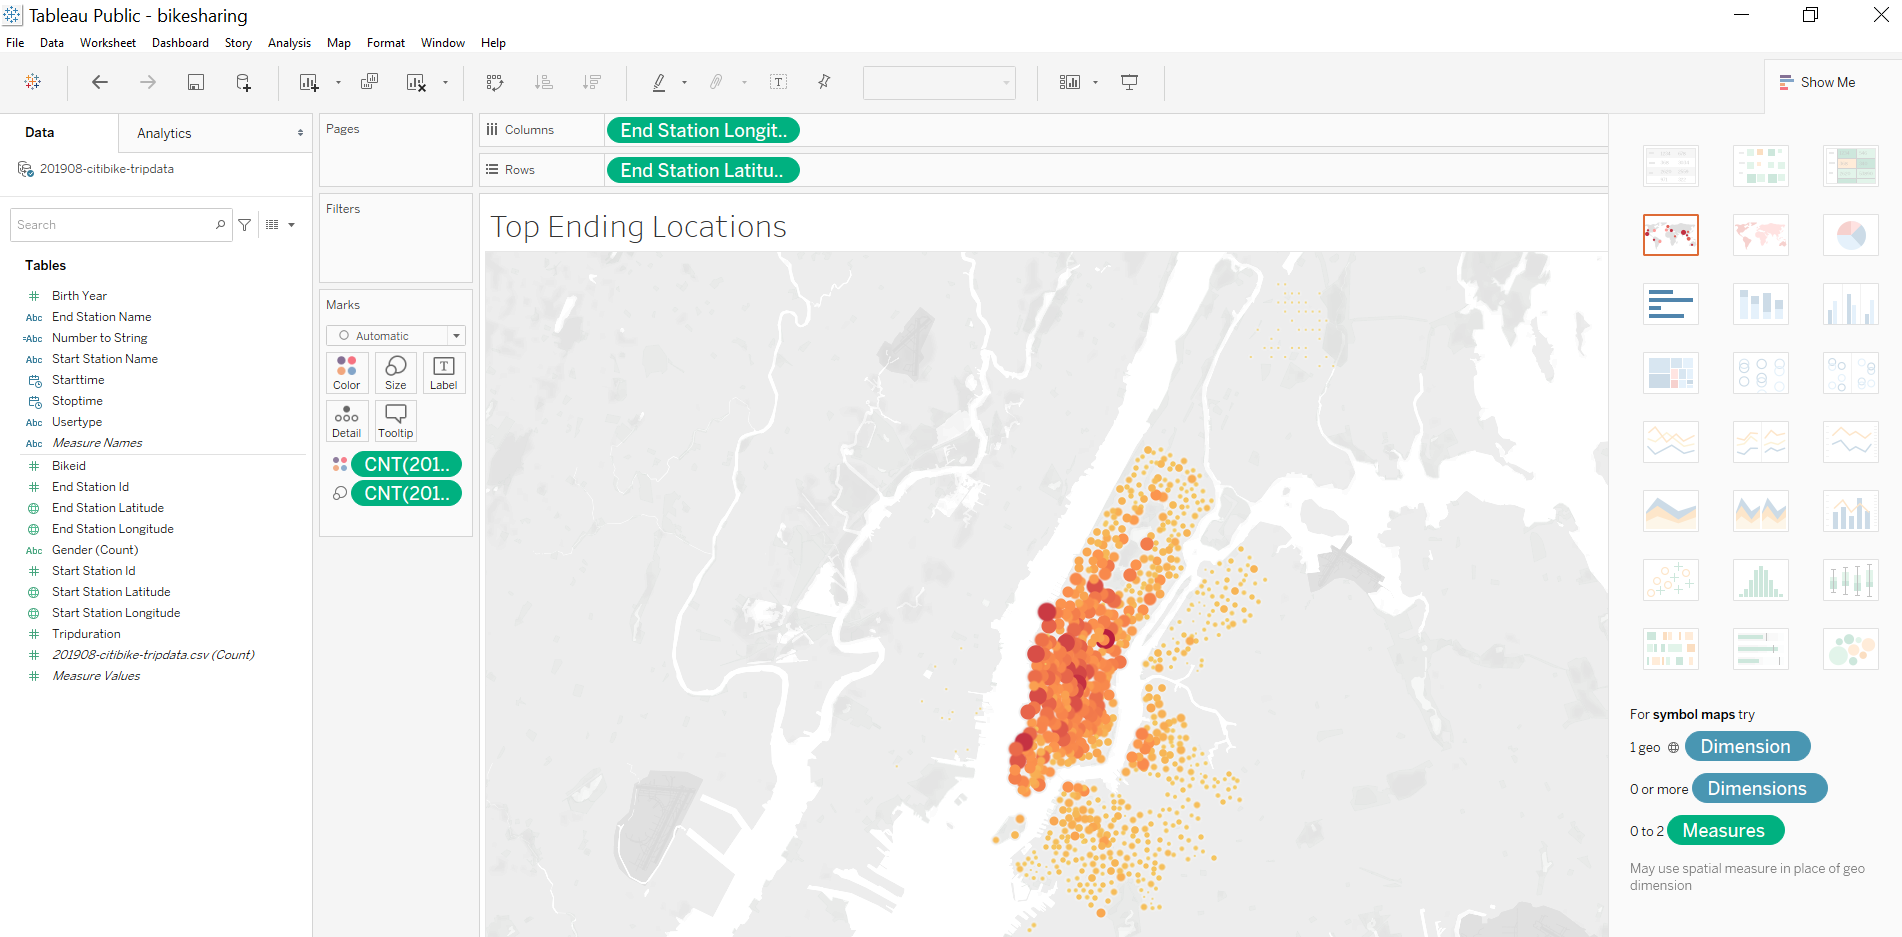 Tableau Public - bikesharing
File Data Worksheet Dashboard Story Analysis Map Format Window Help
Show Me
Data
Analytics
201908-citibike-tripdata
Search
Tables
Birth Year
End Station Name
=Abc Number to String
Abc Start Station Name
Starttime
Stoptime
Abc Usertype
Abc Measure Names
Bikeid
End Station Id
End Station Latitude
End Station Longitude
Abc Gender (Count)
Start Station Id
Start Station Latitude
Start Station Longitude
Tripduration
201908-citibike-tripdata.csv (Count)
Measure Values
Pages
Filters
Marks
Automatic
Color Size Label
Detail Tooltip
CNT(201..
CNT(201..
Columns End Station Longit..
Rows End Station Latitu..
Top Ending Locations
For symbol maps try
1 geo Dimension
0 or more Dimensions
0 to 2 Measures
May use spatial measure in place of geo
dimension